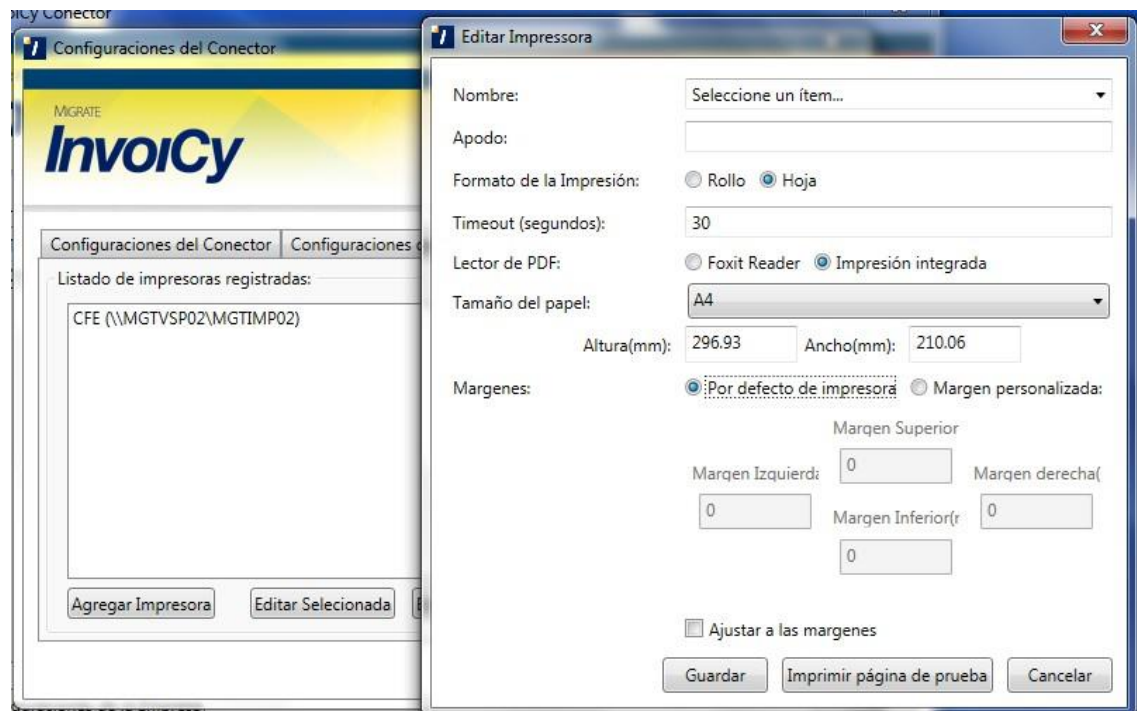 Cy Conector
Configuraciones del Conector
MIGRATE
InvoiCy
Configuraciones del Conector
Configuraciones
Listado de impresoras registradas:
CFE (\\MGTVSP02\MGTIMP02)
Agregar Impresora
Editar Selecionada
Editar Impressora
Nombre:
Seleccione un ítem...
Apodo:
Formato de la Impresión: Rollo Hoja
Timeout (segundos): 30
Lector de PDF: Foxit Reader Impresión integrada
Tamaño del papel: A4
Altura(mm): 296.93 Ancho(mm): 210.06
Margenes: Por defecto de impresora Margen personalizada:
Margen Superior
0
Margen Izquierda Margen derecha(
0 0
Margen Inferior(r
0
Ajustar a las margenes
Guardar Imprimir página de prueba Cancelar